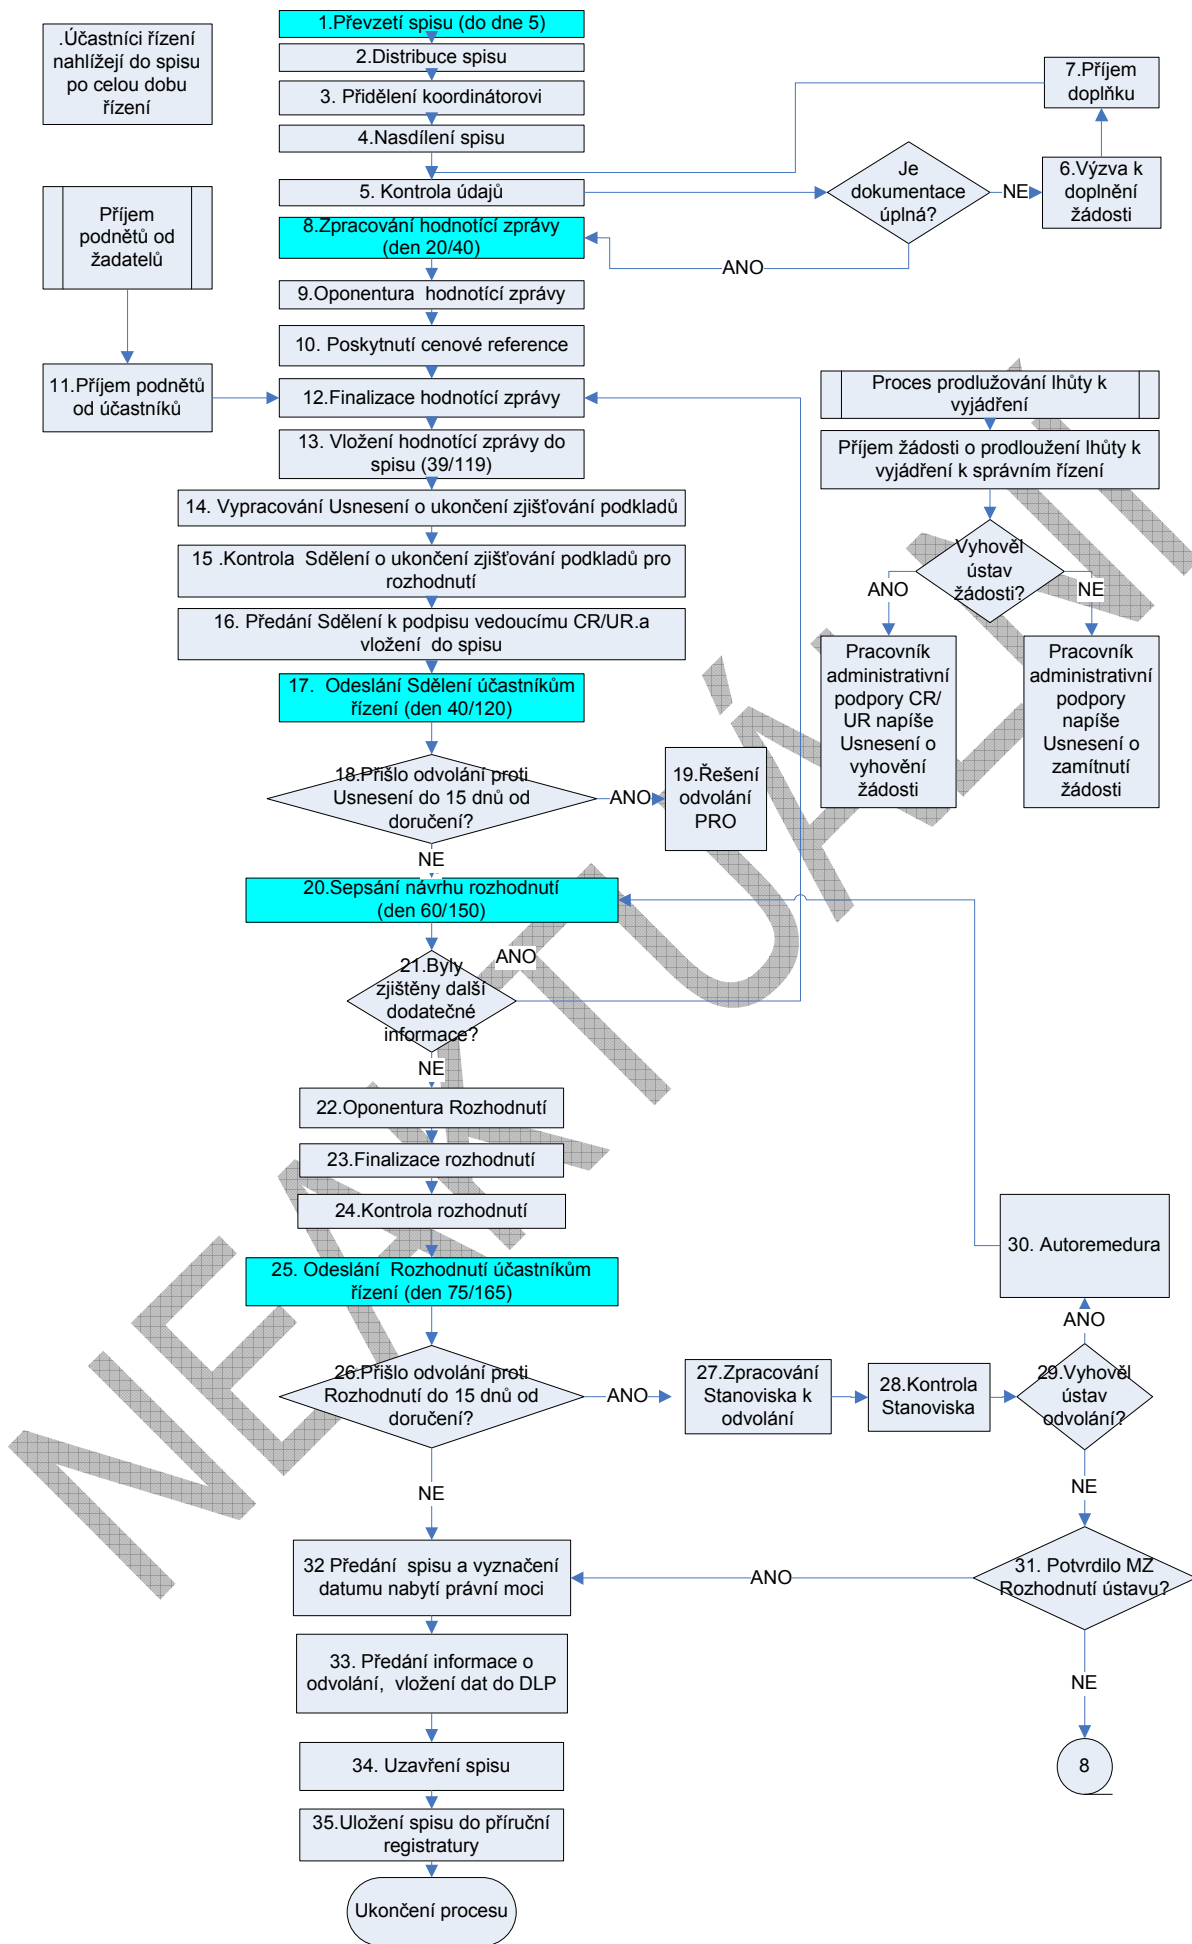 1.Převzetí spisu (do dne 5)
.Účastníci řízení
nahlížejí do spisu
po celou dobu
řízení
2.Distribuce spisu
3. Přidělení koordinátorovi
4.Nasdílení spisu
5. Kontrola údajů
Je
dokumentace
úplná?
NE
6.Výzva k
doplnění
žádosti
7.Příjem
doplňku
ANO
8.Zpracování hodnotící zprávy
(den 20/40)
Příjem
podnětů od
žadatelů
9.Oponentura hodnotící zprávy
10. Poskytnutí cenové reference
11.Příjem podnětů
od účastníků
12.Finalizace hodnotící zprávy
13. Vložení hodnotící zprávy do
spisu (39/119)
14. Vypracování Usnesení o ukončení zjišťování podkladů
15 .Kontrola Sdělení o ukončení zjišťování podkladů pro
rozhodnutí
16. Předání Sdělení k podpisu vedoucímu CR/UR.a
vložení do spisu
17. Odeslání Sdělení účastníkům
řízení (den 40/120)
Proces prodlužování lhůty k
vyjádření
Příjem žádosti o prodloužení lhůty k
vyjádření k správním řízení
Vyhověl
ústav
žádosti?
ANO
NE
Pracovník
administrativní
podpory CR/
UR napíše
Usnesení o
vyhovění
žádosti
Pracovník
administrativní
podpory
napíše
Usnesení o
zamítnutí
žádosti
18.Přišlo odvolání proti
Usnesení do 15 dnů od
doručení?
ANO
19.Řešení
odvolání
PRO
NE
20.Sepsání návrhu rozhodnutí
(den 60/150)
ANO
21.Byly
zjištěny další
dodatečné
informace?
NE
22.Oponentura Rozhodnutí
23.Finalizace rozhodnutí
24.Kontrola rozhodnutí
25. Odeslání Rozhodnutí účastníkům
řízení (den 75/165)
30. Autoremedura
ANO
26.Přišlo odvolání proti
Rozhodnutí do 15 dnů od
doručení?
ANO
27.Zpracování
Stanoviska k
odvolání
28.Kontrola
Stanoviska
29.Vyhověl
ústav
odvolání?
NE
NE
31. Potvrdilo MZ
Rozhodnutí ústavu?
ANO
32 Předání spisu a vyznačení
datumu nabytí právní moci
33. Předání informace o
odvolání, vložení dat do DLP
NE
8
34. Uzavření spisu
35.Uložení spisu do příruční
registratury
Ukončení procesu
NEAKTUÁLNÍ